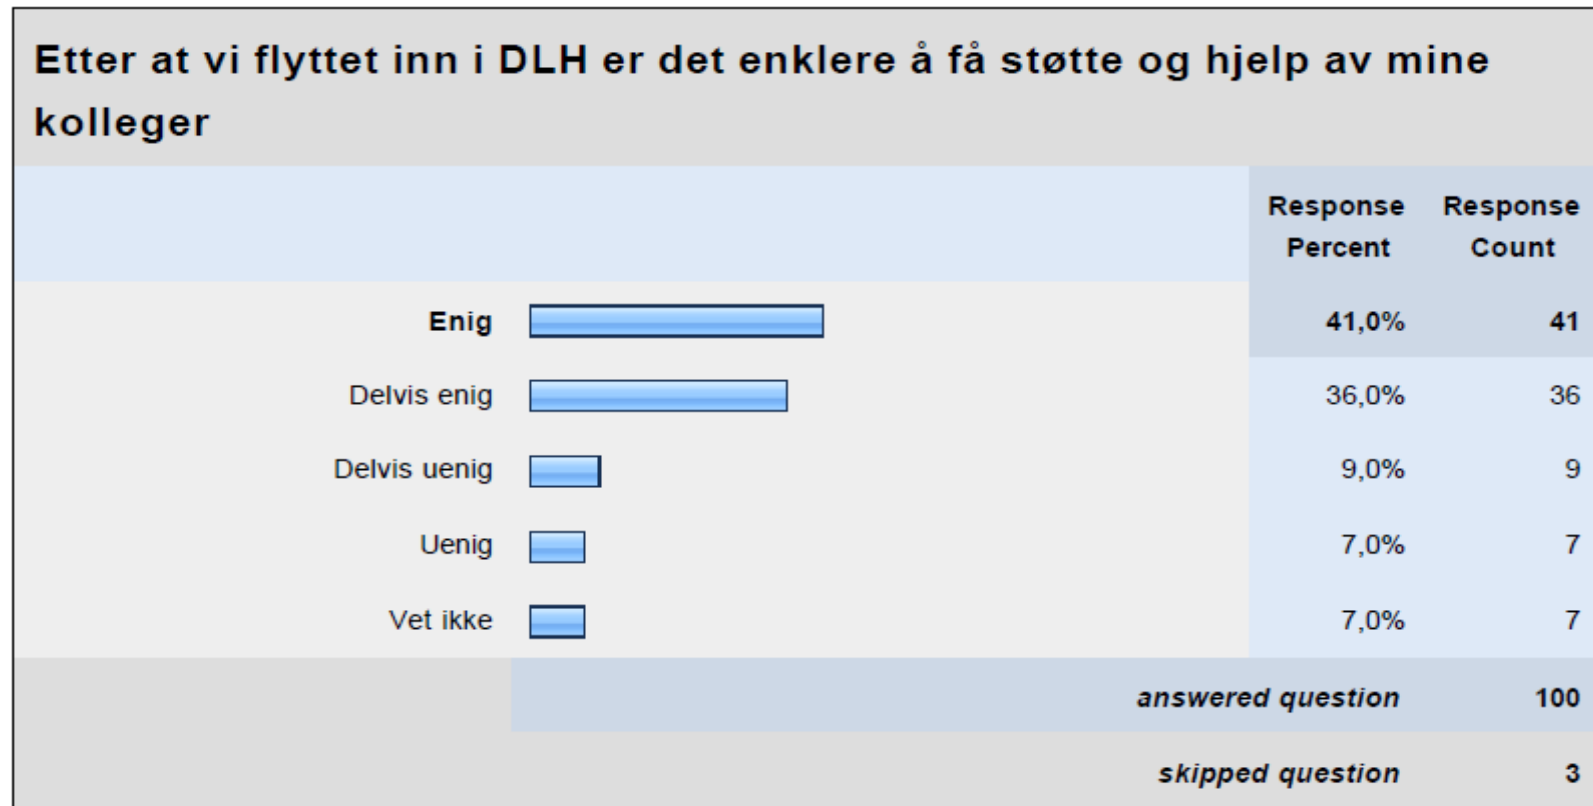 Etter at vi flyttet inn i DLH er det enklere å få støtte og hjelp av mine
kolleger
Response Response
Percent Count
Enig 41,0% 41
Delvis enig 36,0% 36
Delvis uenig 9,0% 9
Uenig 7,0% 7
Vet ikke 7,0% 7
answered question 100
skipped question 3